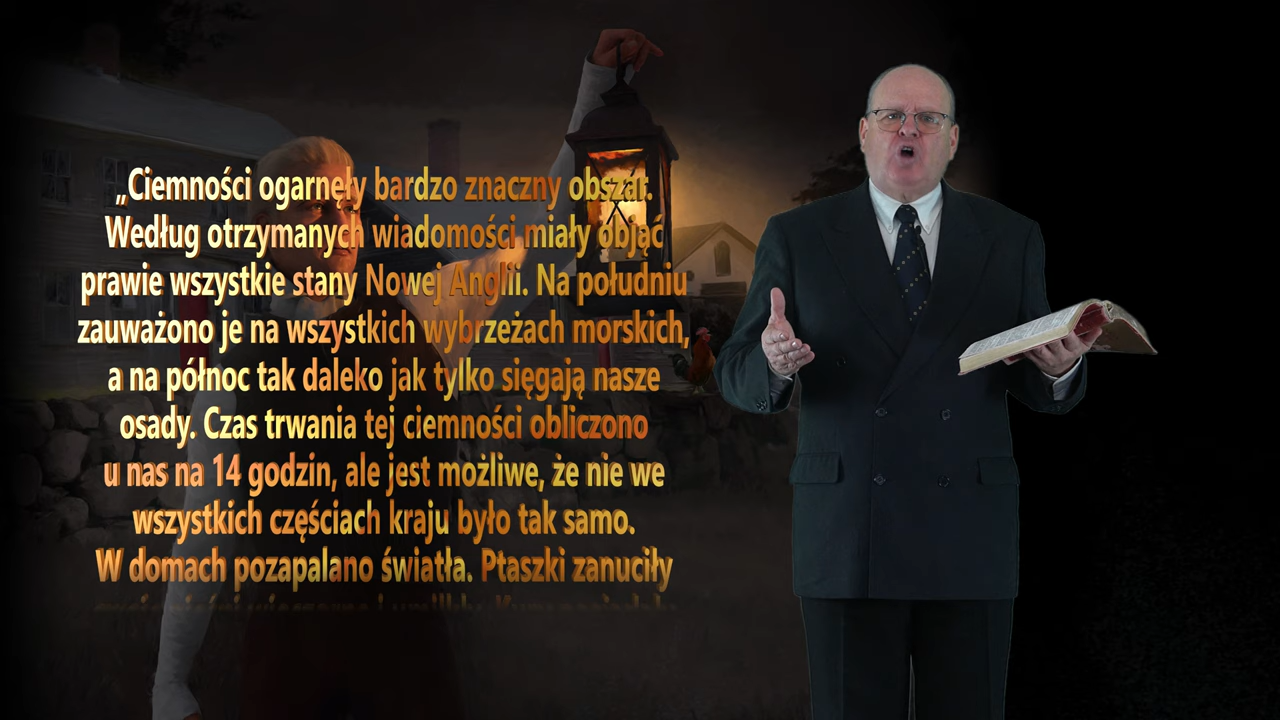 „Ciemności ogarnęły bardzo znaczny obszar.
Według otrzymanych wiadomości miały objąć
prawie wszystkie stany Nowej Anglii. Na południu
zauważono je na wszystkich wybrzeżach morskich,
a na północ tak daleko jak tylko sięgają nasze
osady. Czas trwania tej ciemności obliczono
u nas na 14 godzin, ale jest możliwe, że nie we
wszystkich częściach kraju było tak samo.
W domach pozapalano światła. Ptaszki zanuciły